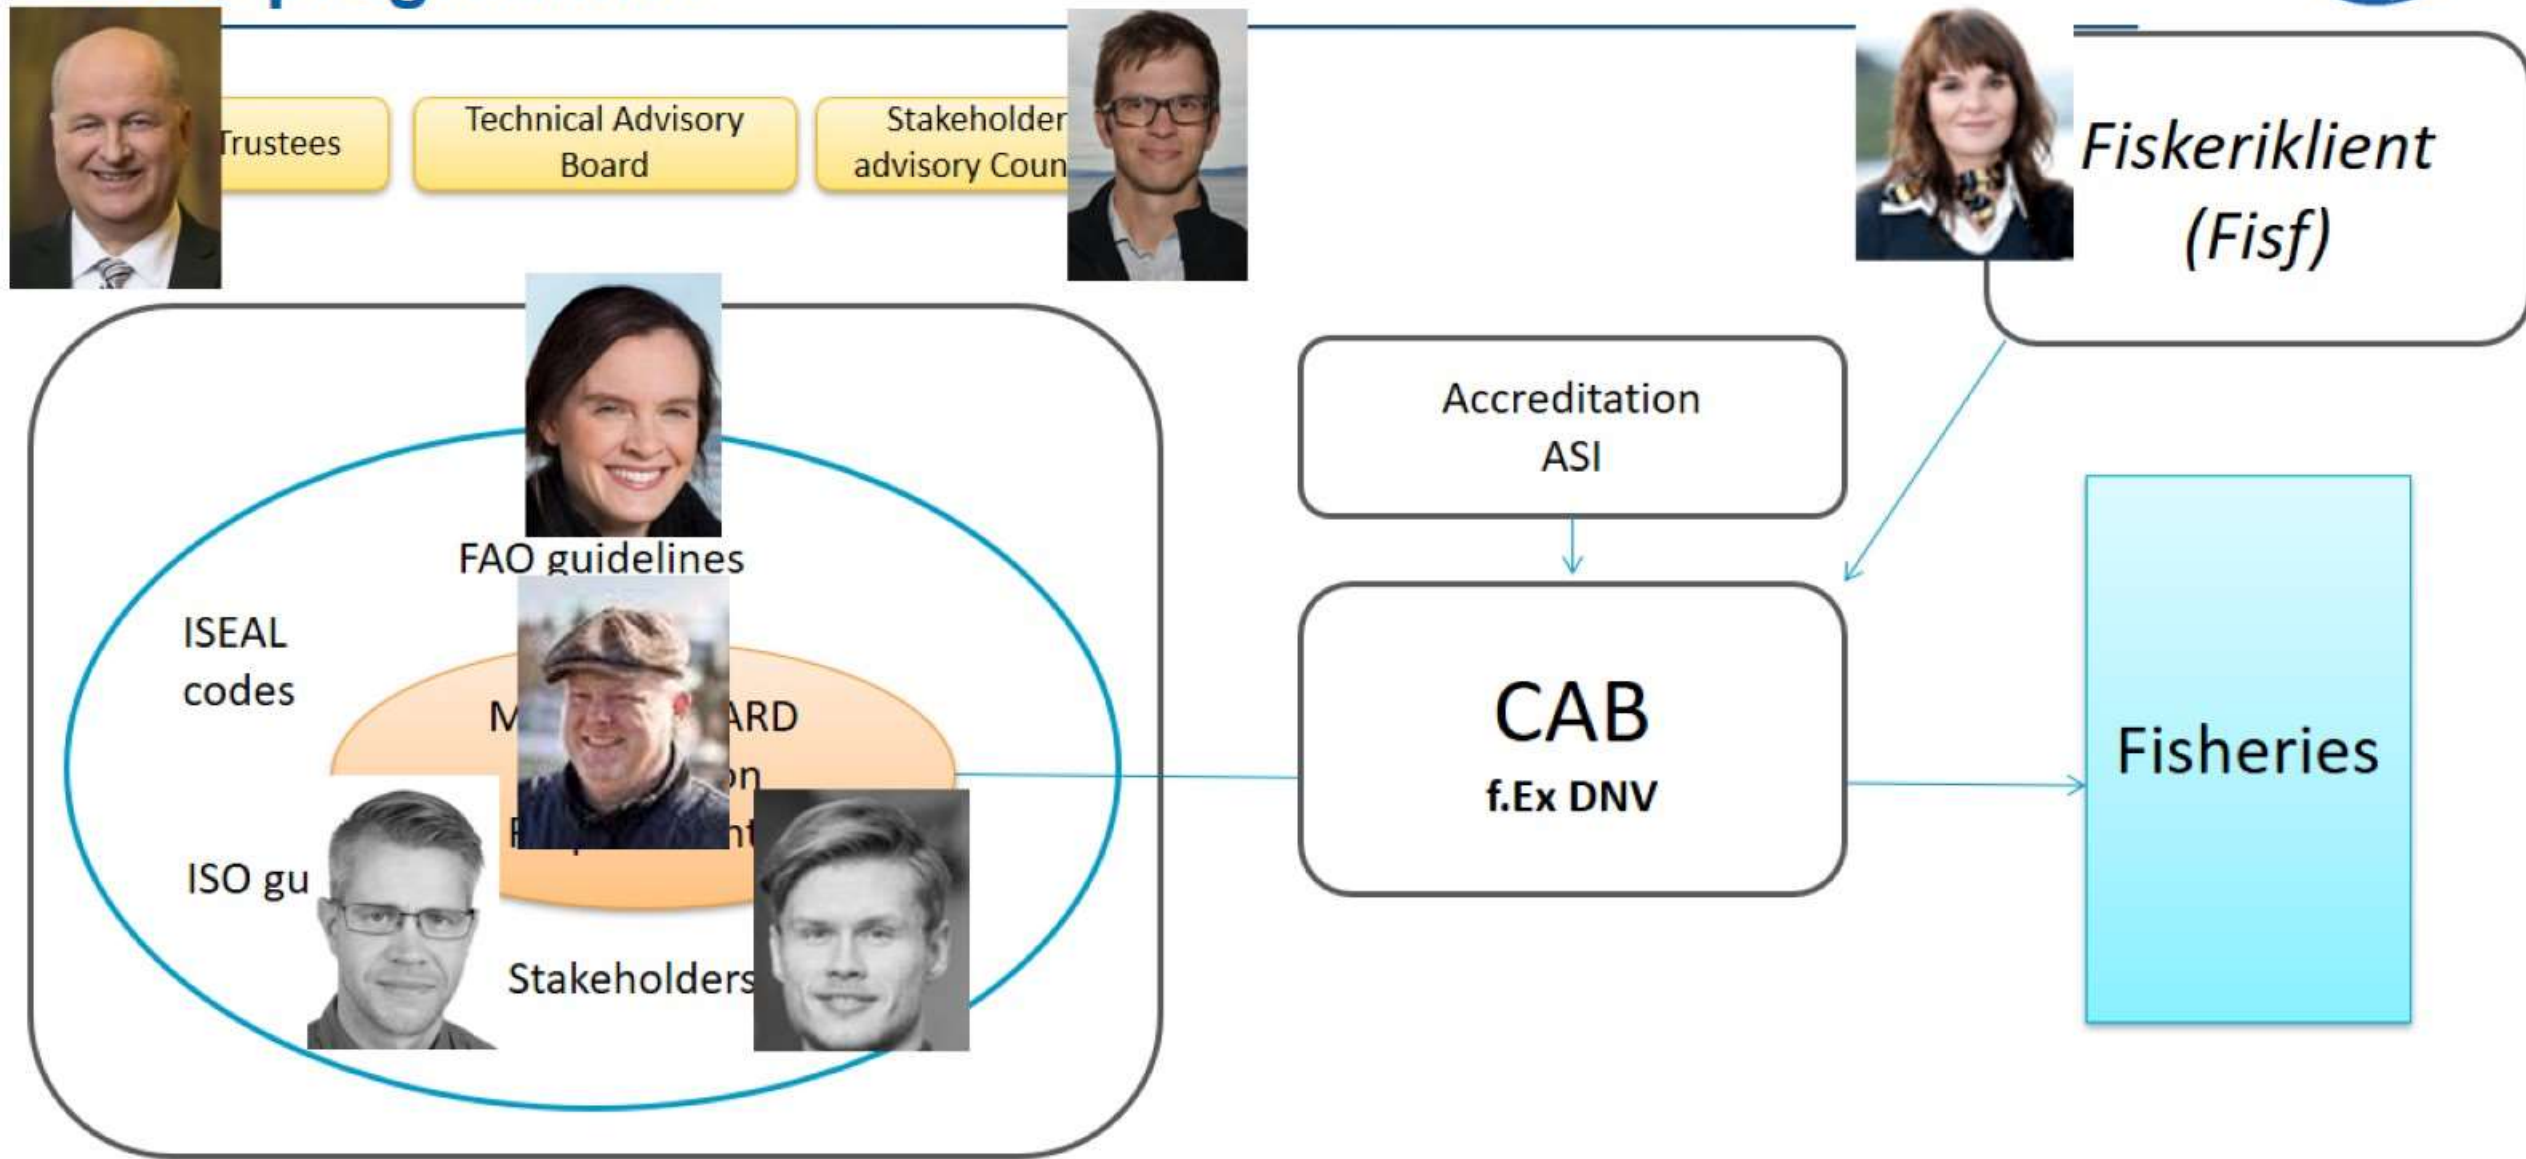 Trustees
Technical Advisory
Board
Stakeholder
advisory Coun
Fiskeriklient
(Fisf)
Accreditation
ASI
FAO guidelines
ISEAL
codes
ISO gu
Stakeholders
CAB
f.Ex DNV
Fisheries